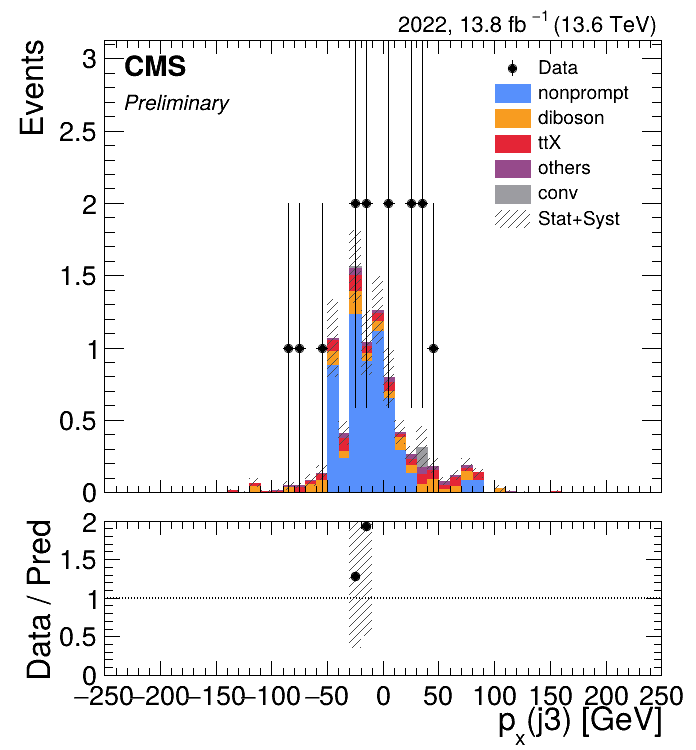 2022, 13.8 fb⁻¹ (13.6 TeV)
Events
CMS
Preliminary
Data
nonprompt
diboson
ttX
others
conv
Stat+Syst
3
2.5
2
1.5
1
0.5
0
Data / Pred
2
1.5
1
0.5
0
−250 −200 −150 −100 −50 0 50 100 150 200 250
pₓ(j3) [GeV]